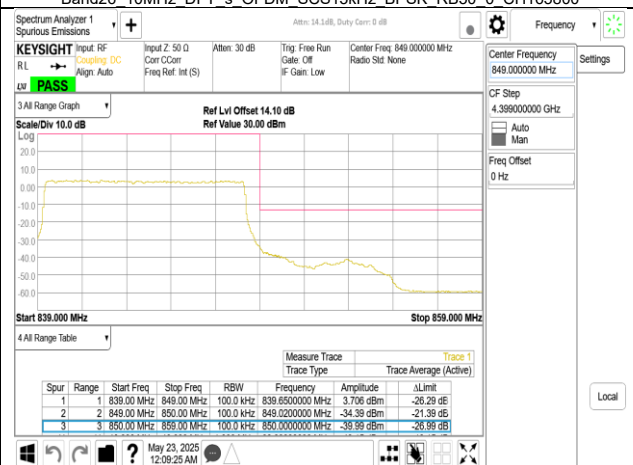 Spectrum Analyzer 1
Spurious Emissions
Attn: 14.1dB, Duty Corr: 0 dB
Frequency
KEYSIGHT
RL
Input: RF
Coupling: DC
Align: Auto
Input Z: 50 Ω
Corr CCorr
Freq Ref: Int (S)
Atten: 30 dB
Trig: Free Run
Gate: Off
IF Gain: Low
Center Freq: 849.000000 MHz
Radio Std: None
PASS
Center Frequency
849.000000 MHz
Settings
CF Step
4.399000000 GHz
Auto
Man
Freq Offset
0 Hz
3 All Range Graph
Scale/Div 10.0 dB
Ref Lvl Offset 14.10 dB
Ref Value 30.00 dBm
Log
20.0
10.0
0.00
-10.0
-20.0
-30.0
-40.0
-50.0
-60.0
Start 839.000 MHz
Stop 859.000 MHz
4 All Range Table
Measure Trace Trace 1
Trace Type Trace Average (Active)
Spur Range Start Freq Stop Freq RBW Frequency Amplitude ΔLimit
1 1 839.00 MHz 849.00 MHz 100.0 kHz 839.6500000 MHz 3.706 dBm -26.29 dB
2 2 849.00 MHz 850.00 MHz 100.0 kHz 849.0200000 MHz -34.39 dBm -21.39 dB
3 3 850.00 MHz 859.00 MHz 100.0 kHz 850.0000000 MHz -39.99 dBm -26.99 dB
Local
?
May 23, 2025
12:09:25 AM